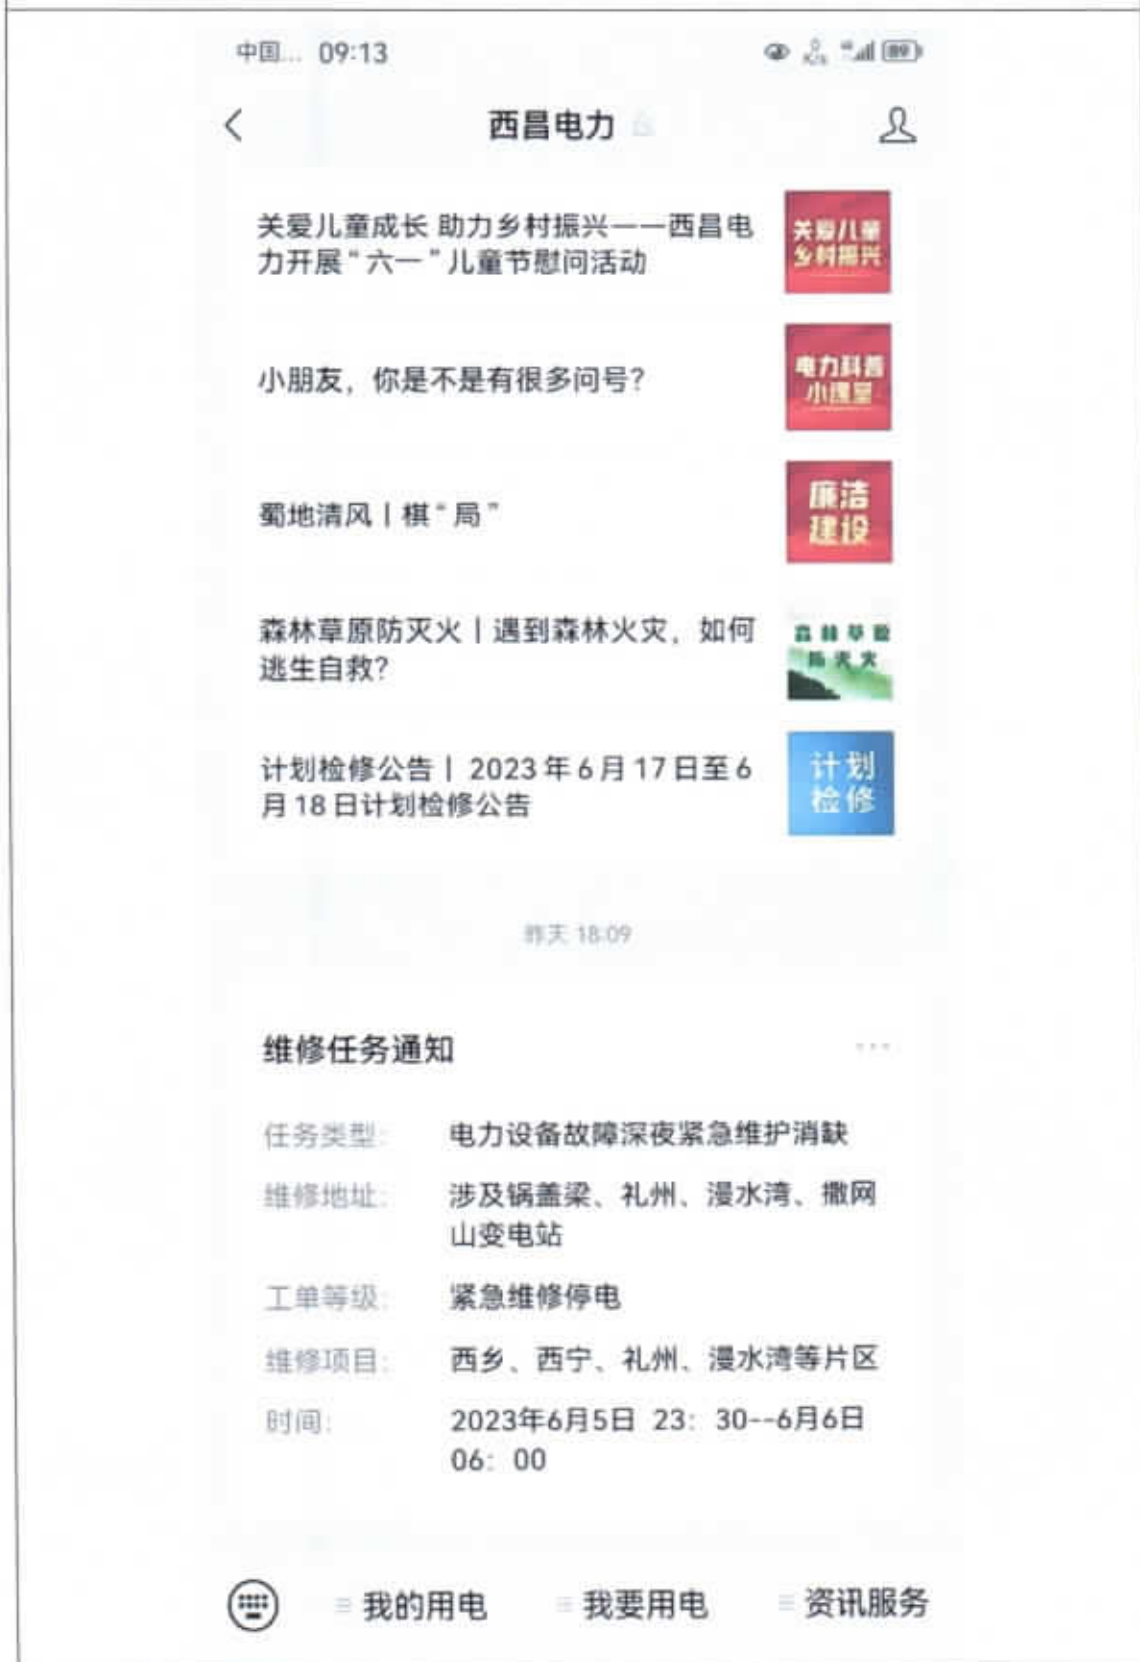 中国... 09:13
89
西昌电力
关爱儿童成长 助力乡村振兴——西昌电
力开展“六一”儿童节慰问活动
关爱儿童
乡村振兴
小朋友，你是不是有很多问号？
电力科普
小课堂
蜀地清风丨棋“局”
廉洁
建设
森林草原防灭火丨遇到森林火灾，如何
逃生自救？
森林草原
防灭火
计划检修公告丨 2023年6月17日至6
月18日计划检修公告
计划
检修
昨天 18:09
维修任务通知
任务类型： 电力设备故障深夜紧急维护消缺
维修地址： 涉及锅盖梁、礼州、漫水湾、撒网
山变电站
工单等级： 紧急维修停电
维修项目： 西乡、西宁、礼州、漫水湾等片区
时间： 2023年6月5日 23：30--6月6日
06：00
我的用电 我要用电 资讯服务